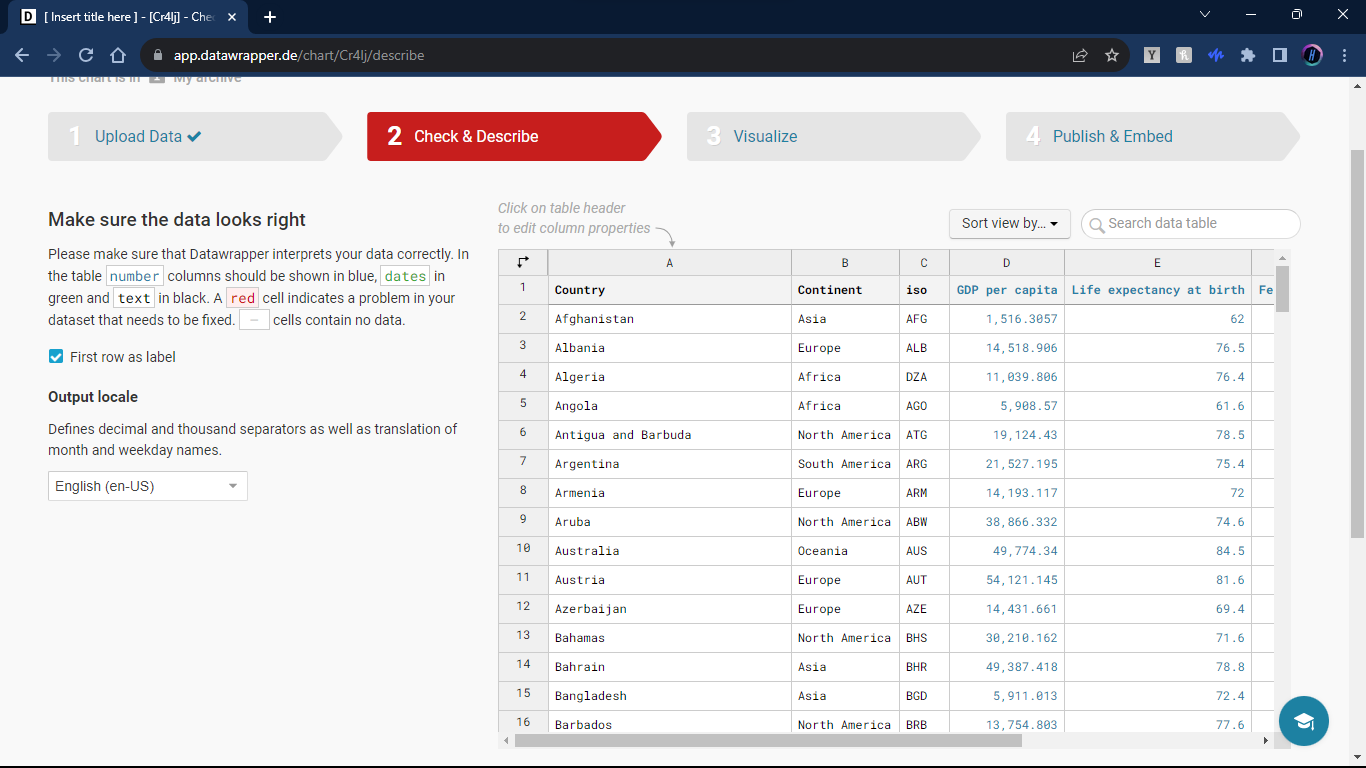 [ Insert title here ] - [Cr4lj] - Che
app.datawrapper.de/chart/Cr4lj/describe
This chart is in My archive
1 Upload Data
2 Check & Describe
3 Visualize
4 Publish & Embed
Make sure the data looks right
Please make sure that Datawrapper interprets your data correctly. In
the table number columns should be shown in blue, dates in
green and text in black. A red cell indicates a problem in your
dataset that needs to be fixed. – cells contain no data.
First row as label
Output locale
Defines decimal and thousand separators as well as translation of
month and weekday names.
English (en-US)
Click on table header
to edit column properties
Sort view by...
Search data table
A B C D E
1 Country Continent iso GDP per capita Life expectancy at birth Fe
2 Afghanistan Asia AFG 1,516.3057 62
3 Albania Europe ALB 14,518.906 76.5
4 Algeria Africa DZA 11,039.806 76.4
5 Angola Africa AGO 5,908.57 61.6
6 Antigua and Barbuda North America ATG 19,124.43 78.5
7 Argentina South America ARG 21,527.195 75.4
8 Armenia Europe ARM 14,193.117 72
9 Aruba North America ABW 38,866.332 74.6
10 Australia Oceania AUS 49,774.34 84.5
11 Austria Europe AUT 54,121.145 81.6
12 Azerbaijan Europe AZE 14,431.661 69.4
13 Bahamas North America BHS 30,210.162 71.6
14 Bahrain Asia BHR 49,387.418 78.8
15 Bangladesh Asia BGD 5,911.013 72.4
16 Barbados North America BRB 13,754.803 77.6